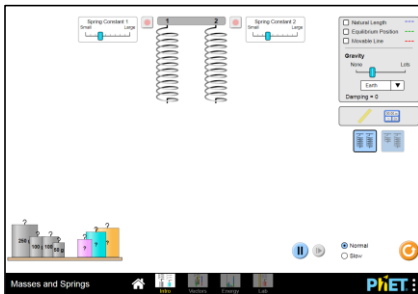 Spring Constant 1
Small Large
1
2
Spring Constant 2
Small Large
Natural Length
Equilibrium Position
Movable Line
Gravity
None Lots
Earth
Damping = 0
?
250 g
?
100 g
?
100 g
?
50 g
?
?
?
?
?
?
Normal
Slow
Masses and Springs
Intro
Vectors
Energy
Lab
PhET